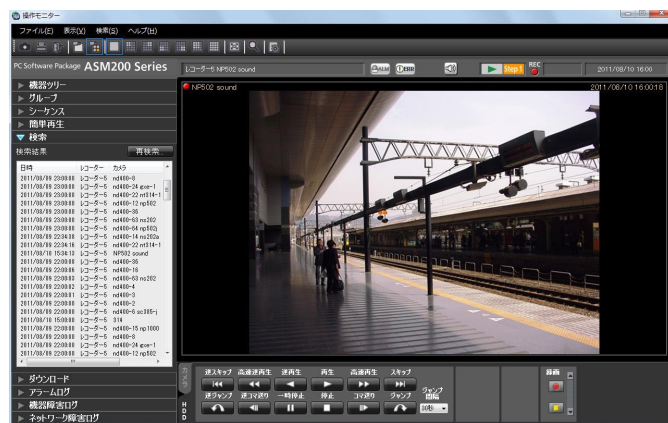 操作モニター
ファイル(F) 表示(V) 検索(S) ヘルプ(H)
PC Software Package ASM200 Series
レコーダー5 NP502 sound
ALM
ERR
Step 1
REC
2011/08/10 16:00
機器ツリー
グループ
シーケンス
簡単再生
検索
検索結果
再検索...
日時 レコーダー カメラ
2011/08/09 23:00:00 レコーダー5 nd400-8
2011/08/09 23:00:00 レコーダー5 nd400-24 gxe-1
2011/08/09 23:00:00 レコーダー5 nd400-22 nt314-1
2011/08/09 23:00:00 レコーダー5 nd400-12 np502
2011/08/09 23:00:00 レコーダー5 nd400-36
2011/08/09 23:00:00 レコーダー5 nd400-63 ns202
2011/08/09 23:00:00 レコーダー5 nd400-64 np502j
2011/08/09 22:34:30 レコーダー5 nd400-14 ns202a
2011/08/09 22:34:16 レコーダー5 nd400-22 nt314-1
2011/08/10 15:34:13 レコーダー5 NP502 sound
2011/08/09 22:00:00 レコーダー5 nd400-36
2011/08/09 22:00:06 レコーダー5 nd400-16
2011/08/09 22:00:03 レコーダー5 nd400-63 ns202
2011/08/09 22:00:02 レコーダー5 nd400-4
2011/08/09 22:00:01 レコーダー5 nd400-3
2011/08/09 22:00:00 レコーダー5 nd400-2
2011/08/09 22:00:00 レコーダー5 nd400-6 sc385-j
2011/08/10 15:00:00 レコーダー5 314
2011/08/09 22:00:00 レコーダー5 nd400-15 np1000
2011/08/09 22:00:00 レコーダー5 nd400-8
2011/08/09 22:00:00 レコーダー5 nd400-24 gxe-1
2011/08/09 22:00:00 レコーダー5 nd400-12 np502
ダウンロード
アラームログ
機器障害ログ
ネットワーク障害ログ
NP502 sound
2011/08/10 16:00:18
カメラ
HDD
逆スキップ 高速逆再生 逆再生 再生 高速再生 スキップ
逆ジャンプ 逆コマ送り 一時停止 停止 コマ送り ジャンプ
ジャンプ
間隔
30秒
録画